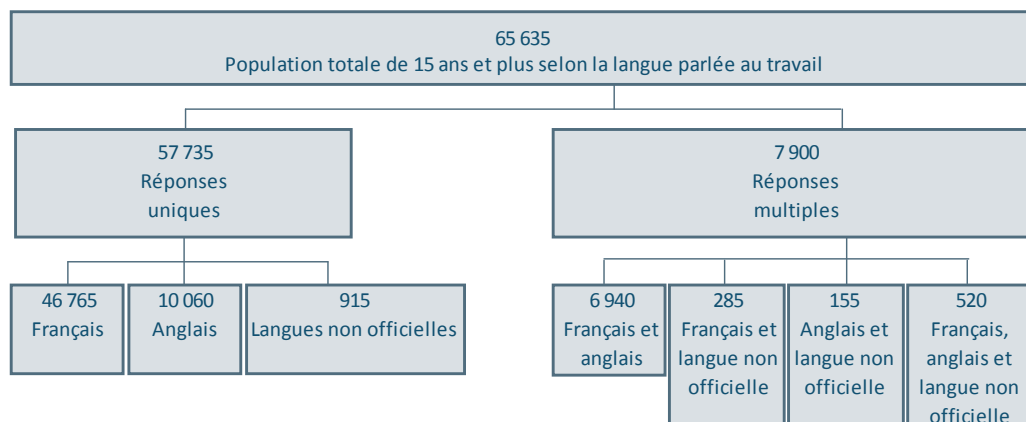 65 635
Population totale de 15 ans et plus selon la langue parlée au travail
57 735
Réponses
uniques
7 900
Réponses
multiples
46 765
Français
10 060
Anglais
915
Langues non officielles
6 940
Français et
anglais
285
Français et
langue non
officielle
155
Anglais et
langue non
officielle
520
Français,
anglais et
langue non
officielle